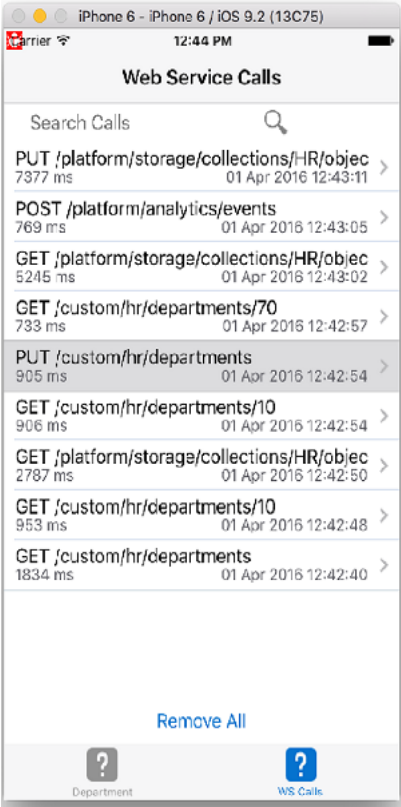 iPhone 6 - iPhone 6 / iOS 9.2 (13C75)
Carrier 12:44 PM
Web Service Calls
Search Calls
PUT /platform/storage/collections/HR/objec
7377 ms 01 Apr 2016 12:43:11
POST /platform/analytics/events
769 ms 01 Apr 2016 12:43:05
GET /platform/storage/collections/HR/objec
5245 ms 01 Apr 2016 12:43:02
GET /custom/hr/departments/70
733 ms 01 Apr 2016 12:42:57
PUT /custom/hr/departments
905 ms 01 Apr 2016 12:42:54
GET /custom/hr/departments/10
906 ms 01 Apr 2016 12:42:54
GET /platform/storage/collections/HR/objec
2787 ms 01 Apr 2016 12:42:50
GET /custom/hr/departments/10
953 ms 01 Apr 2016 12:42:48
GET /custom/hr/departments
1834 ms 01 Apr 2016 12:42:40
Remove All
? ?
Department WS Calls